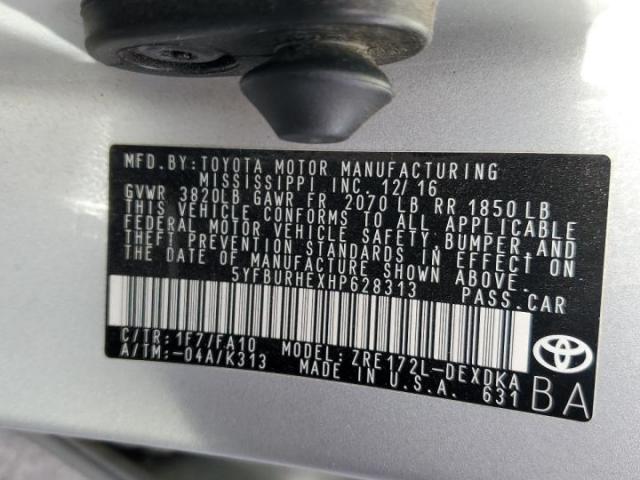 MFD. BY: TOYOTA MOTOR MANUFACTURING
MISSISSIPPI INC. 12/16
GVWR 3820LB GAWR FR 2070 LB RR 1850 LB
THIS VEHICLE CONFORMS TO ALL APPLICABLE
FEDERAL MOTOR VEHICLE SAFETY, BUMPER, AND
THEFT PREVENTION STANDARDS IN EFFECT ON
THE DATE OF MANUFACTURE SHOWN ABOVE.
5YFBURHEXHP628313 PASS.CAR
C/TR: 1F7/FA10 MODEL: ZRE172L-DEXDKA
A/TM:-04A/K313 MADE IN U.S.A. 631
BA